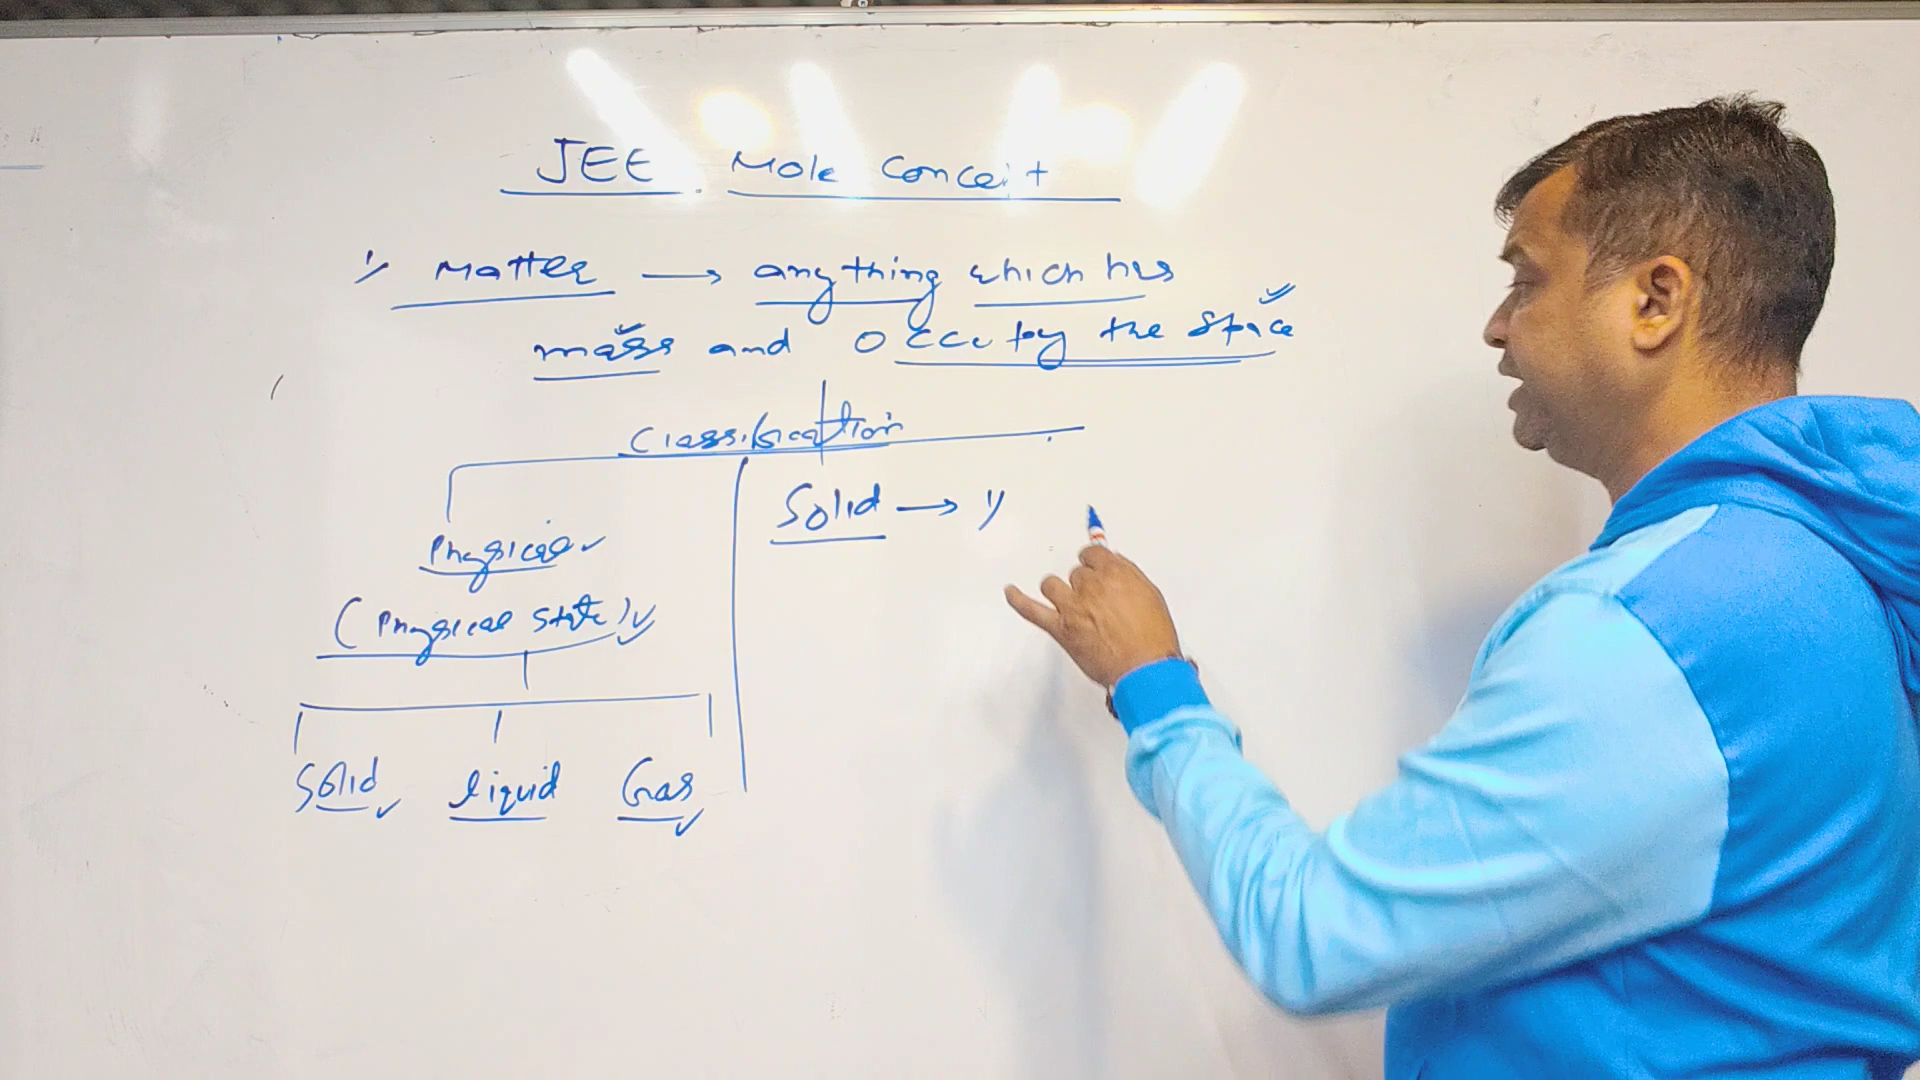 JEE Mole Concept
1) Matter → anything which has
mass and occupy the space
Classification
Physical
(Physical state)
Solid liquid Gas
Solid → 1)